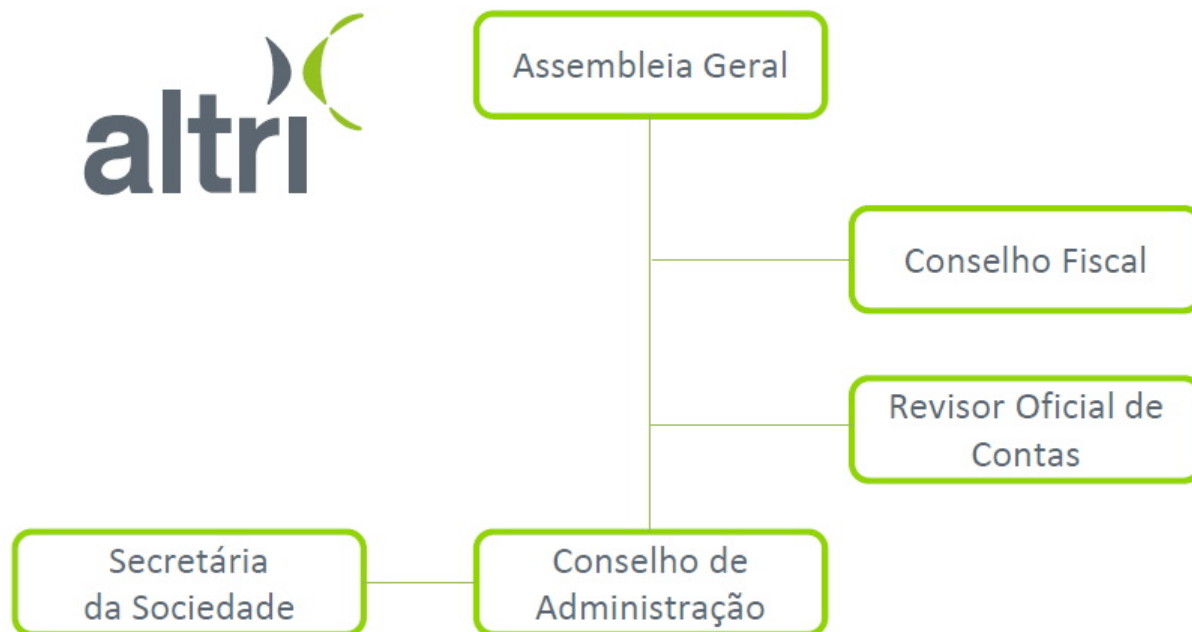 altri
Assembleia Geral
Conselho Fiscal
Revisor Oficial de
Contas
Secretária
da Sociedade
Conselho de
Administração